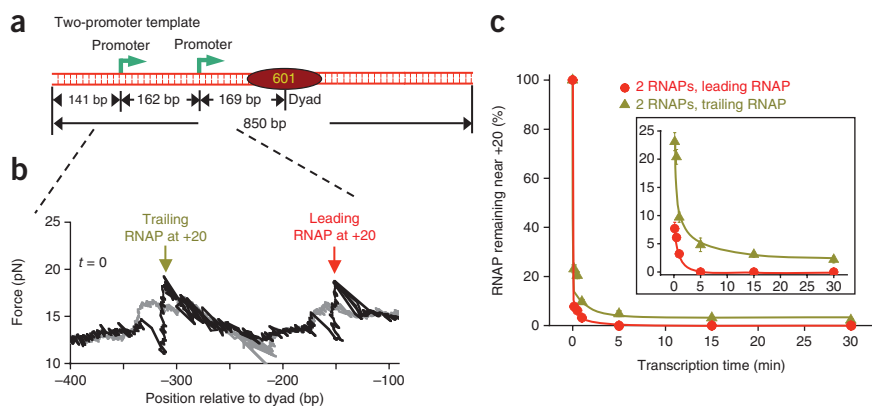 a
Two-promoter template
Promoter Promoter
601
141 bp 162 bp 169 bp Dyad
850 bp
b
Trailing
RNAP at +20
Leading
RNAP at +20
t = 0
Force (pN)
25
20
15
10
–400 –300 –200 –100
Position relative to dyad (bp)
c
2 RNAPs, leading RNAP
2 RNAPs, trailing RNAP
RNAP remaining near +20 (%)
100
80
60
40
20
0
0 5 10 15 20 25 30
Transcription time (min)
25
20
15
10
5
0
0 5 10 15 20 25 30